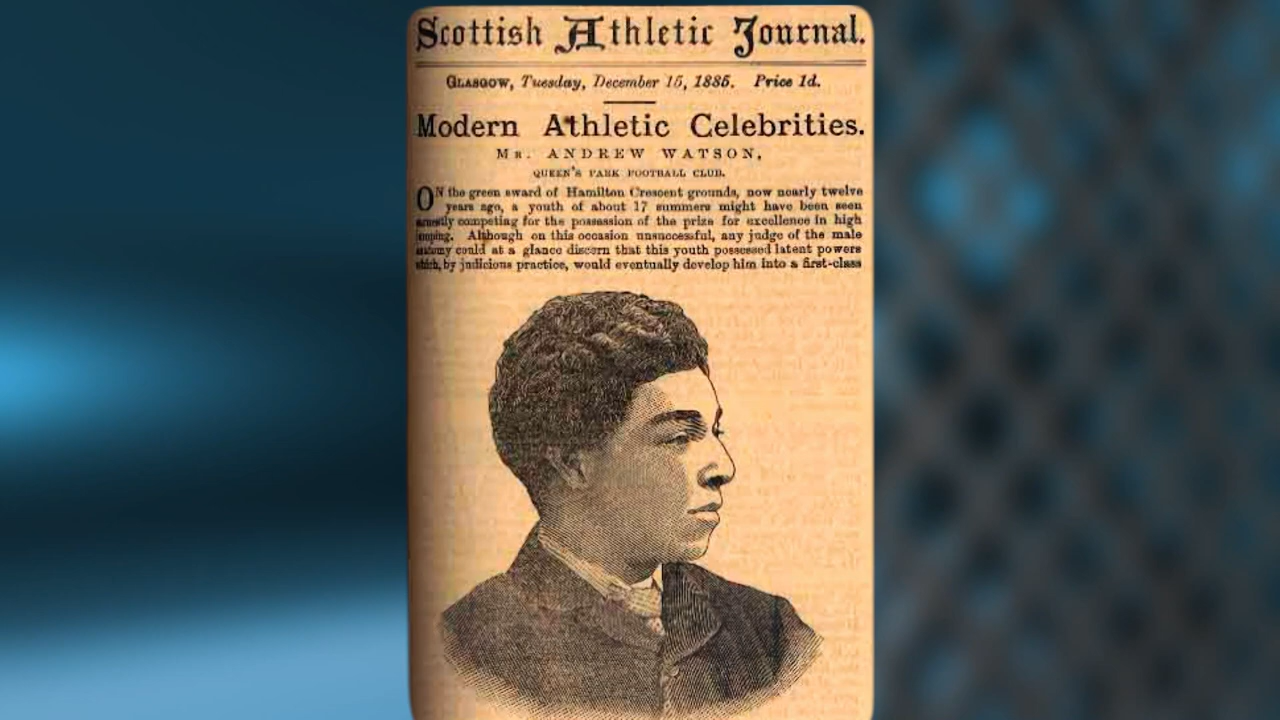 Scottish Athletic Journal.
Glasgow, Tuesday, December 15, 1885. Price 1d.
Modern Athletic Celebrities.
Mr. ANDREW WATSON,
QUEEN'S PARK FOOTBALL CLUB.
ON the green sward of Hamilton Crescent grounds, now nearly twelve
years ago, a youth of about 17 summers might have been seen
earnestly competing for the possession of the prize for excellence in high
jumping. Although on this occasion unsuccessful, any judge of the male
anatomy could at a glance discern that this youth possessed latent powers
which, by judicious practice, would eventually develop him into a first-class